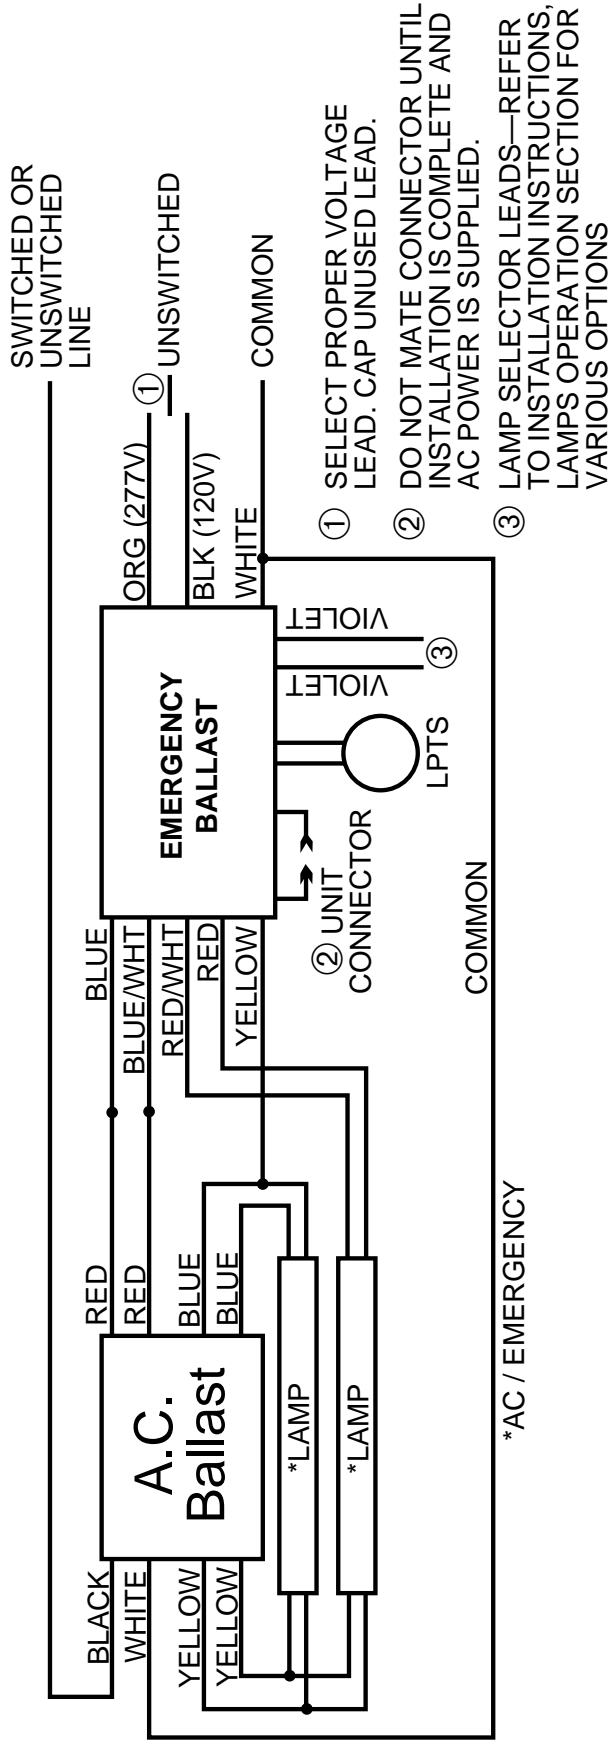 SWITCHED OR
UNSWITCHED
LINE
①
UNSWITCHED
COMMON
ORG (277V)
BLK (120V)
WHITE
EMERGENCY
BALLAST
VIOLET
VIOLET
③
LPTS
② UNIT
CONNECTOR
BLUE
BLUE/WHT
RED/WHT
RED
YELLOW
RED
RED
BLUE
BLUE
A.C.
Ballast
BLACK
WHITE
YELLOW
YELLOW
*LAMP
*LAMP
COMMON
*AC / EMERGENCY
① SELECT PROPER VOLTAGE
LEAD. CAP UNUSED LEAD.
② DO NOT MATE CONNECTOR UNTIL
INSTALLATION IS COMPLETE AND
AC POWER IS SUPPLIED.
③ LAMP SELECTOR LEADS—REFER
TO INSTALLATION INSTRUCTIONS,
LAMPS OPERATION SECTION FOR
VARIOUS OPTIONS